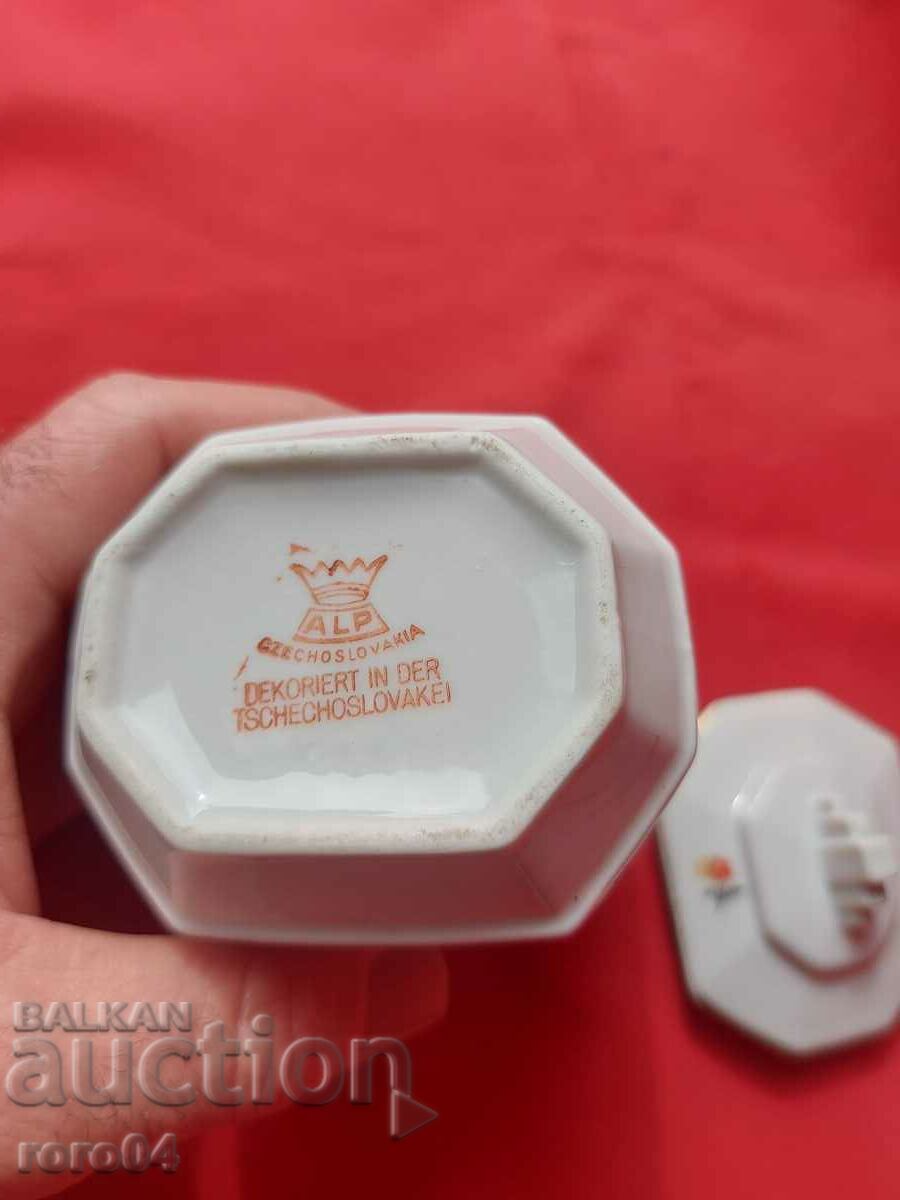 ALP
CZECHOSLOVAKIA
DEKORIERT IN DER
TSCHECHOSLOVAKEI
BALKAN
auction
roro04